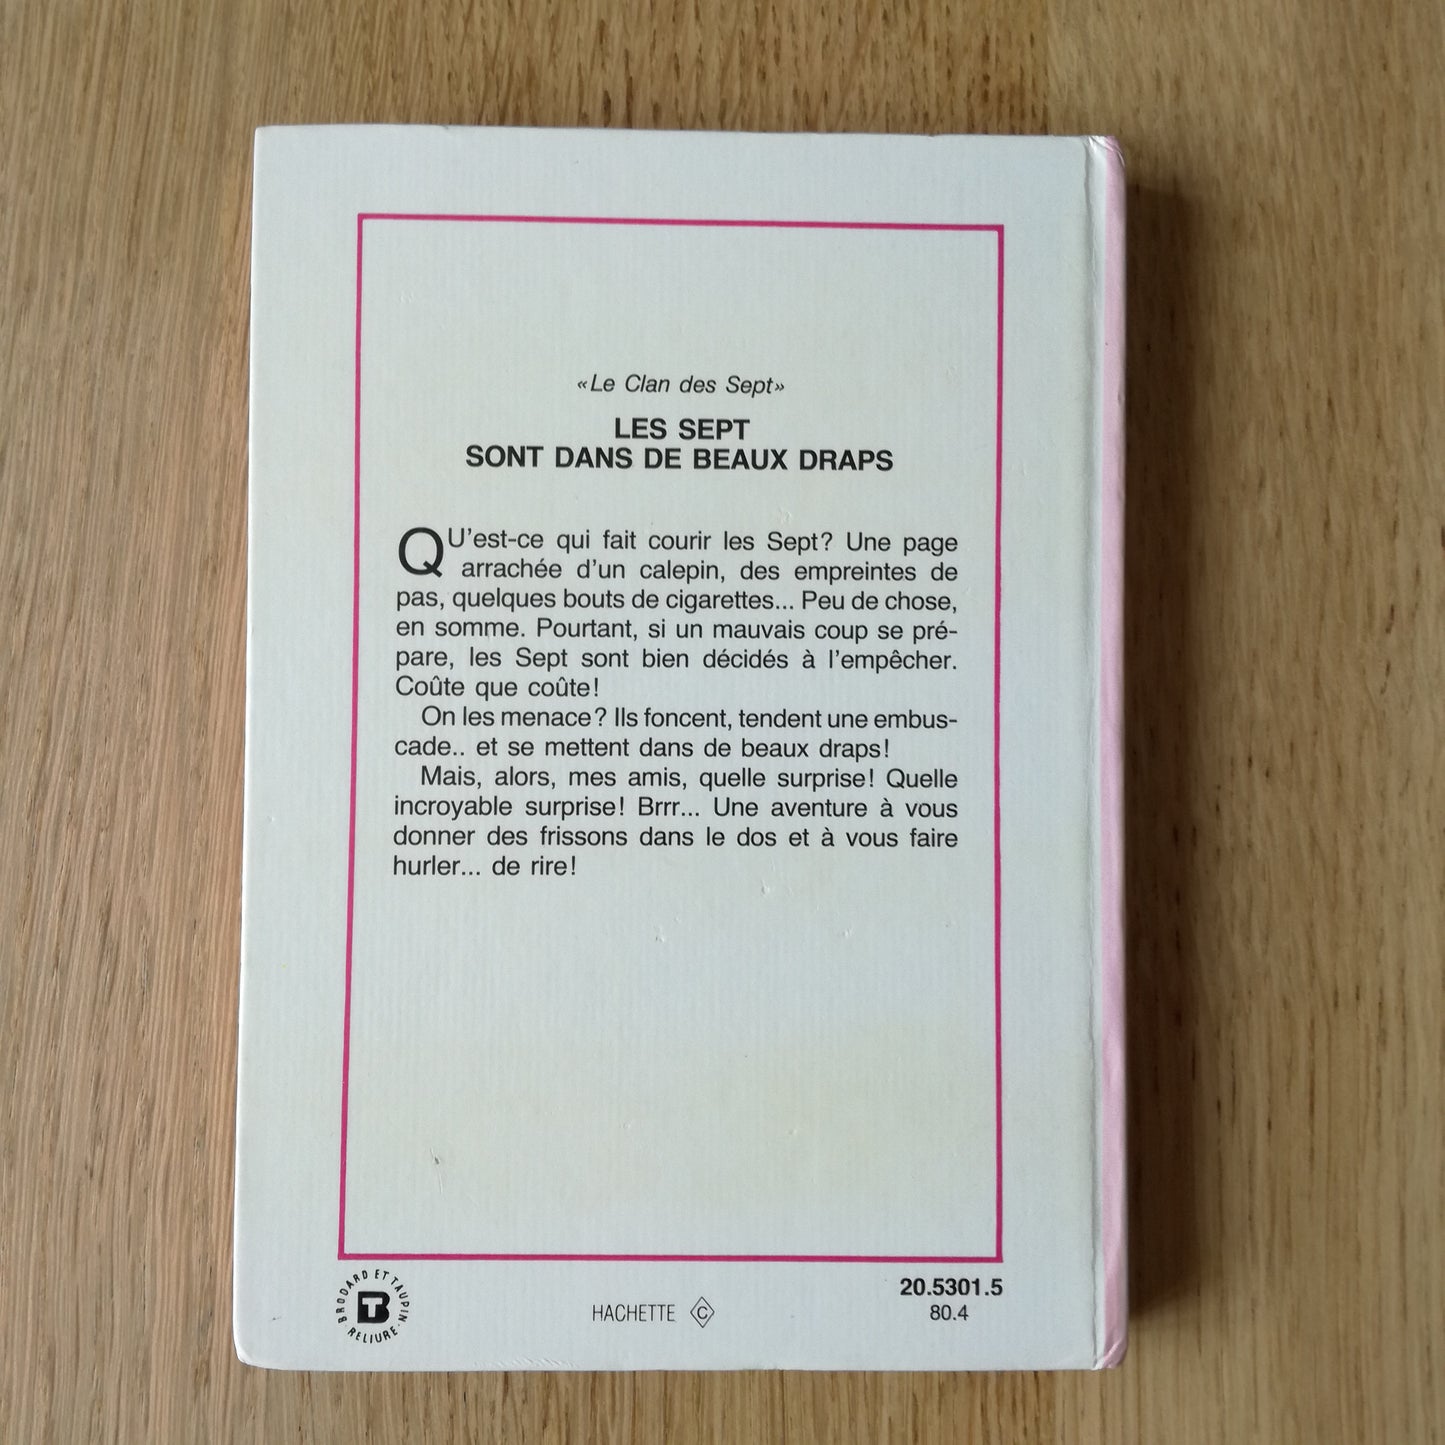 «Le Clan des Sept»
LES SEPT
SONT DANS DE BEAUX DRAPS
QU'est-ce qui fait courir les Sept? Une page
arrachée d'un calepin, des empreintes de
pas, quelques bouts de cigarettes... Peu de chose,
en somme. Pourtant, si un mauvais coup se pré-
pare, les Sept sont bien décidés à l'empêcher.
Coûte que coûte!
On les menace? Ils foncent, tendent une embus-
cade.. et se mettent dans de beaux draps!
Mais, alors, mes amis, quelle surprise! Quelle
incroyable surprise! Brrr... Une aventure à vous
donner des frissons dans le dos et à vous faire
hurler... de rire!
BRODARD ET TAUPIN
BT
RELIURE
HACHETTE C
20.5301.5
80.4